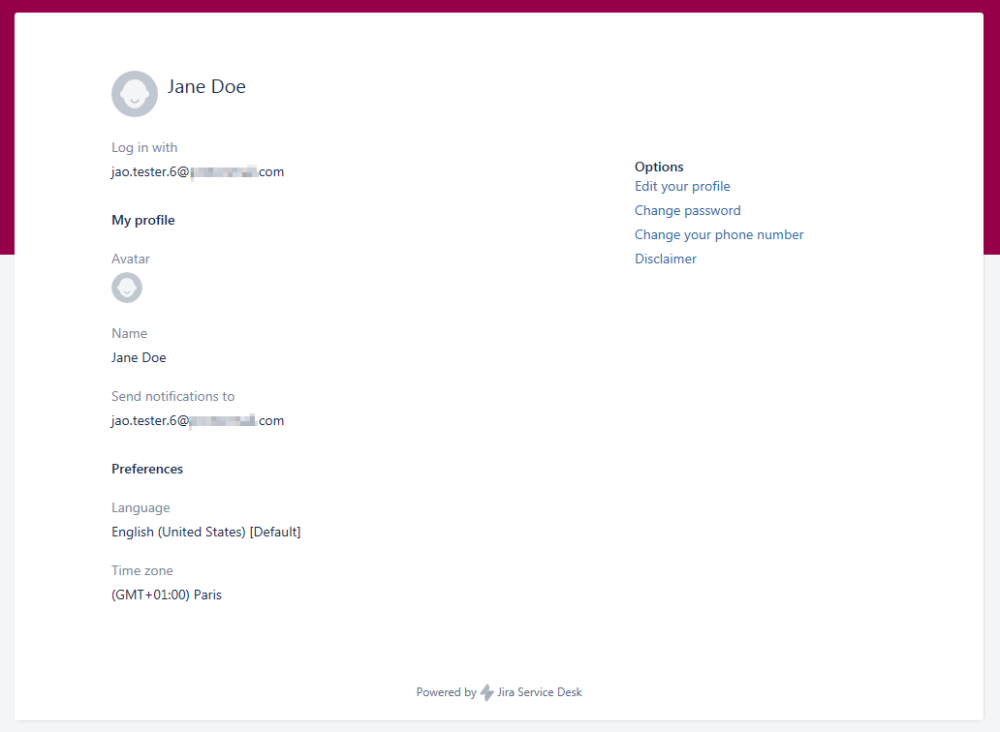 Jane Doe
Log in with
jao.tester.6@ .com
My profile
Avatar
Name
Jane Doe
Send notifications to
jao.tester.6@ .com
Preferences
Language
English (United States) [Default]
Time zone
(GMT+01:00) Paris
Options
Edit your profile
Change password
Change your phone number
Disclaimer
Powered by Jira Service Desk